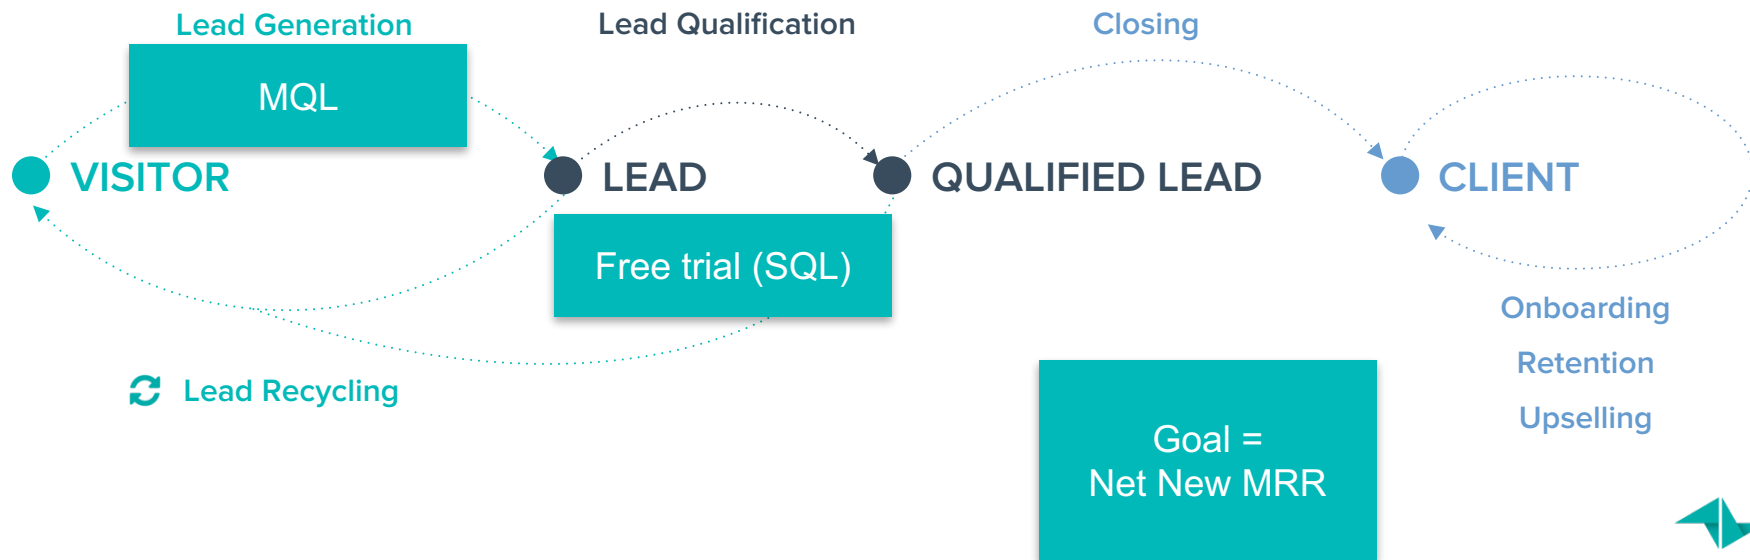 Lead Generation
Lead Qualification
Closing
MQL
VISITOR
LEAD
QUALIFIED LEAD
CLIENT
Free trial (SQL)
Lead Recycling
Onboarding
Retention
Upselling
Goal =
Net New MRR